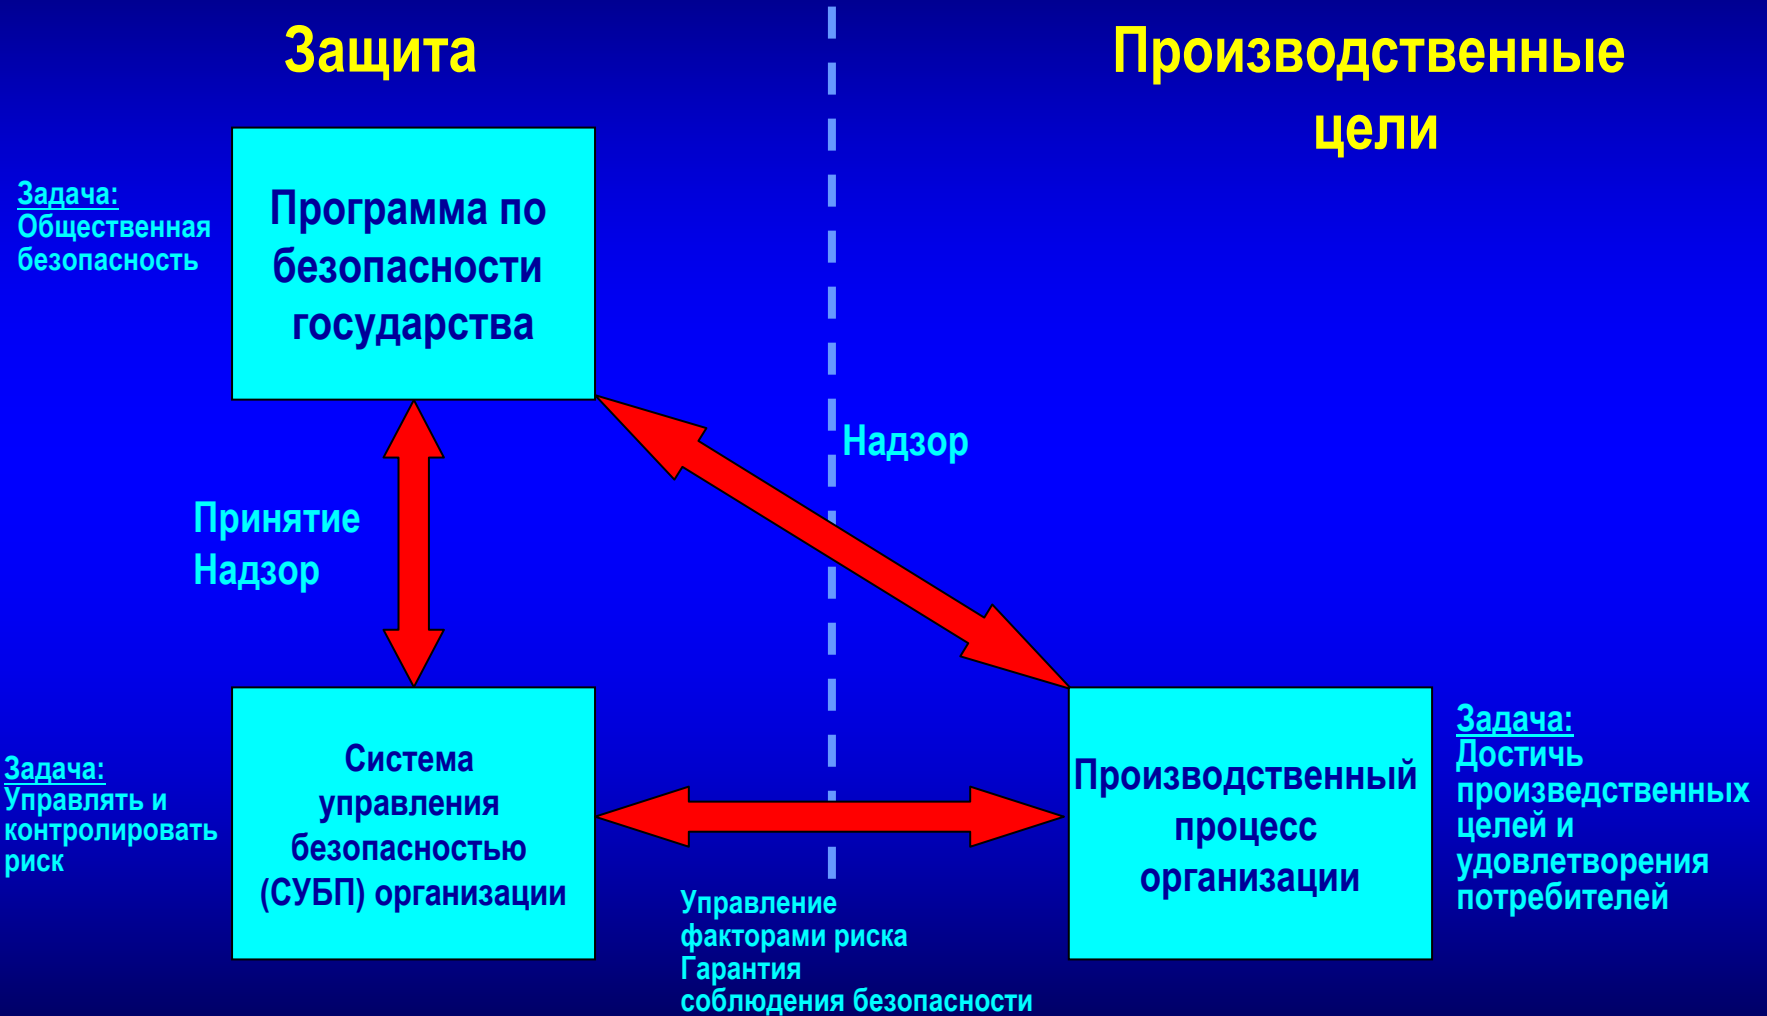 Защита
Производственные
цели
Задача:
Общественная
безопасность
Программа по
безопасности
государства
Надзор
Принятие
Надзор
Задача:
Управлять и
контролировать
риск
Система
управления
безопасностью
(СУБП) организации
Производственный
процесс
организации
Задача:
Достичь
произведственных
целей и
удовлетворения
потребителей
Управление
факторами риска
Гарантия
соблюдения безопасности